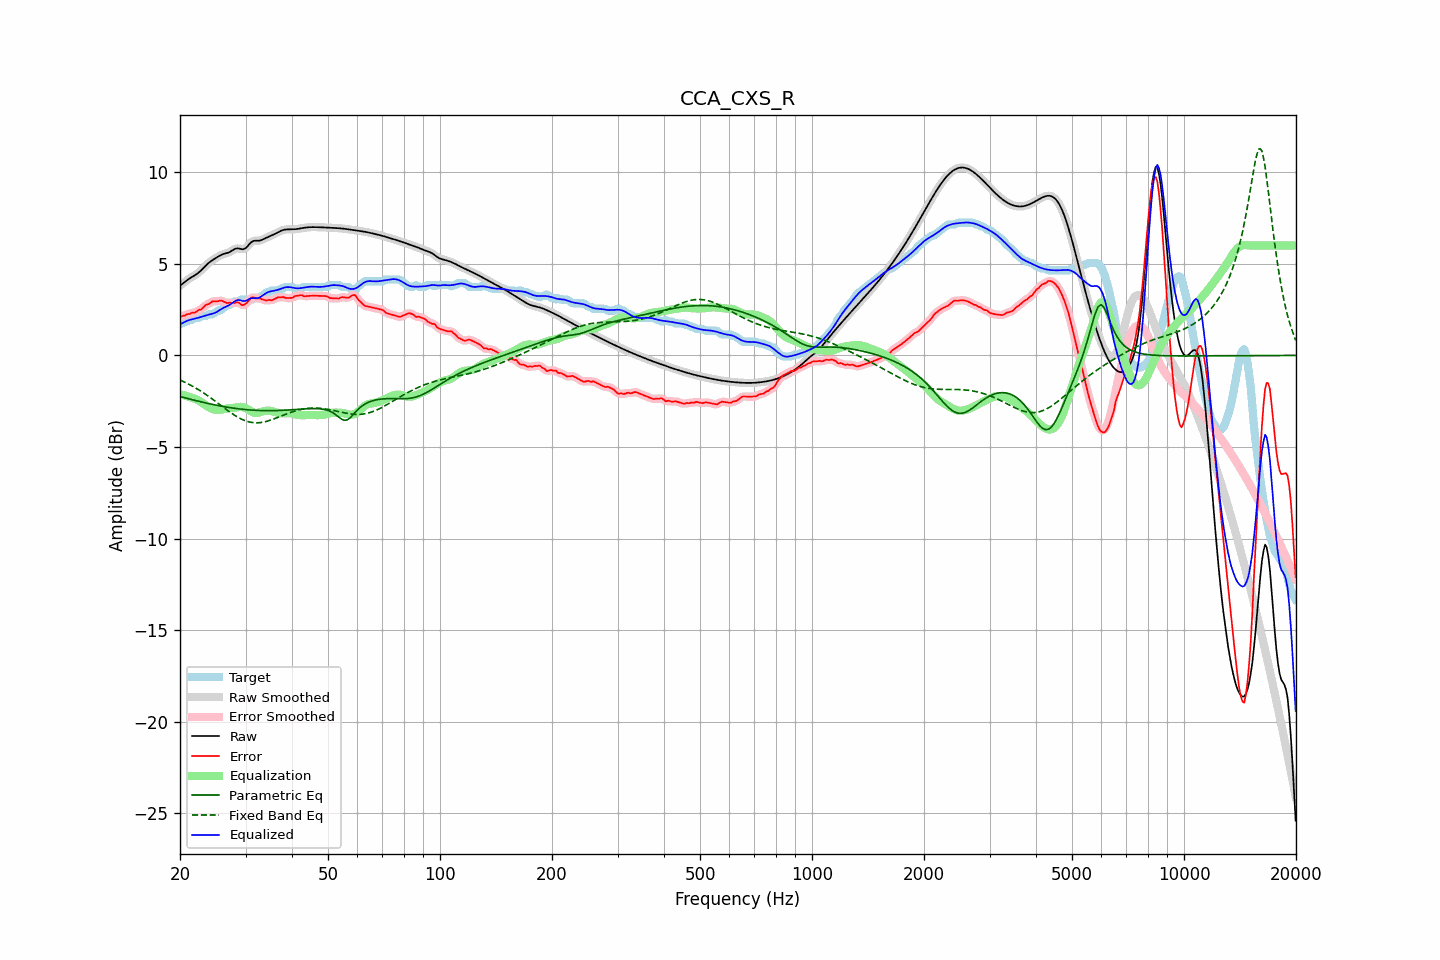 CCA_CXS_R
10
5
0
−5
−10
−15
−20
−25
Amplitude (dBr)
Target
Raw Smoothed
Error Smoothed
Raw
Error
Equalization
Parametric Eq
Fixed Band Eq
Equalized
20 50 100 200 500 1000 2000 5000 10000 20000
Frequency (Hz)